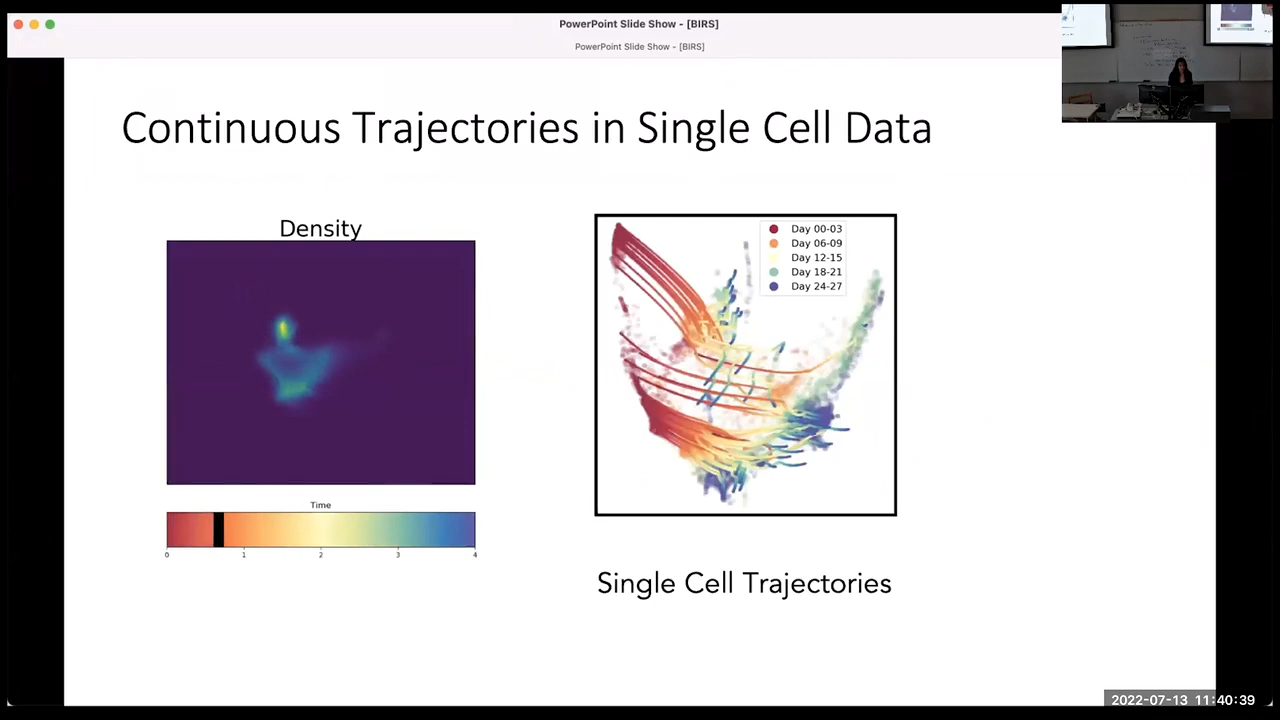 PowerPoint Slide Show - [BIRS]
PowerPoint Slide Show - [BIRS]
Continuous Trajectories in Single Cell Data
Density
Time
0 1 2 3 4
Day 00-03
Day 06-09
Day 12-15
Day 18-21
Day 24-27
Single Cell Trajectories
2022-07-13 11:40:39